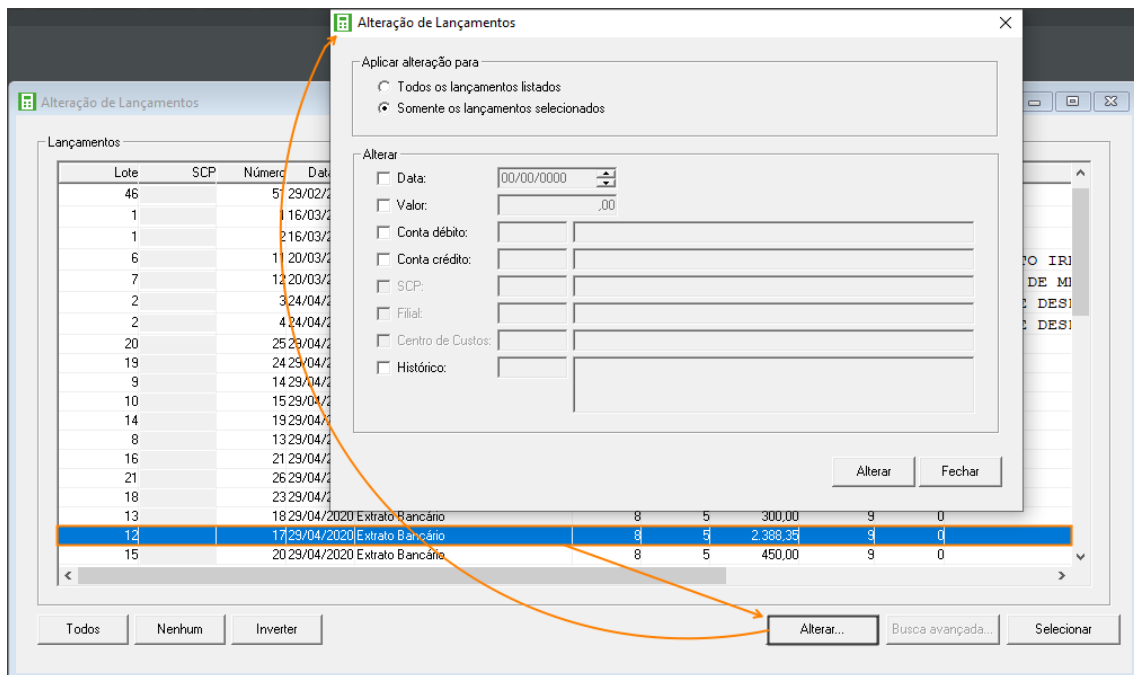 Alteração de Lançamentos
Aplicar alteração para
Todos os lançamentos listados
Somente os lançamentos selecionados
Alterar
Data: 00/00/0000
Valor: ,00
Conta débito:
Conta crédito:
SCP:
Filial:
Centro de Custos:
Histórico:
Alterar Fechar
Alteração de Lançamentos
Lançamentos
Lote SCP Número
46 29/02/2
1 16/03/2
1 2 16/03/2
6 11 20/03/2 TO IRI
7 12 20/03/2 DE MI
2 3 24/04/2 DESI
2 4 24/04/2 DESI
20 25 29/04/2
19 24 29/04/2
9 14 29/04/2
10 15 29/04/2
14 19 29/04/2
8 13 29/04/2
16 21 29/04/2
21 26 29/04/2
18 23 29/04/2
13 18 29/04/2020 Extrato Bancário 8 5 300,00 9 0
12 17 29/04/2020 Extrato Bancário 8 5 2.388,35 9 0
15 20 29/04/2020 Extrato Bancário 8 5 450,00 9 0
Todos Nenhum Inverter Alterar... Busca avançada... Selecionar